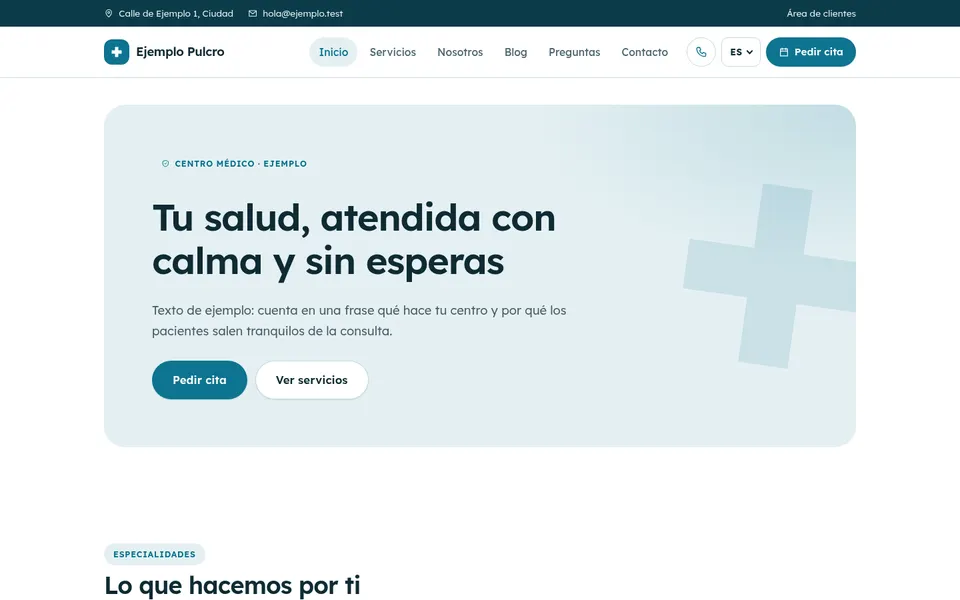 Calle de Ejemplo 1, Ciudad hola@ejemplo.test Área de clientes
Ejemplo Pulcro Inicio Servicios Nosotros Blog Preguntas Contacto ES Pedir cita
CENTRO MÉDICO · EJEMPLO
Tu salud, atendida con
calma y sin esperas
Texto de ejemplo: cuenta en una frase qué hace tu centro y por qué los
pacientes salen tranquilos de la consulta.
Pedir cita Ver servicios
ESPECIALIDADES
Lo que hacemos por ti